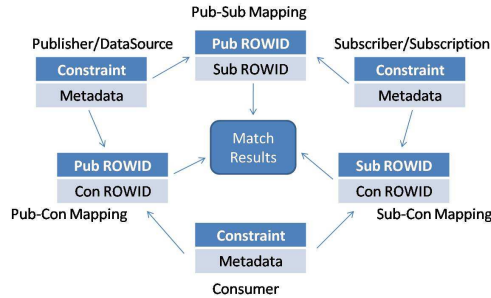 Pub-Sub Mapping
Publisher/DataSource
Pub ROWID
Subscriber/Subscription
Constraint
Sub ROWID
Constraint
Metadata
Metadata
Match
Results
Pub ROWID
Sub ROWID
Con ROWID
Con ROWID
Pub-Con Mapping
Sub-Con Mapping
Constraint
Metadata
Consumer